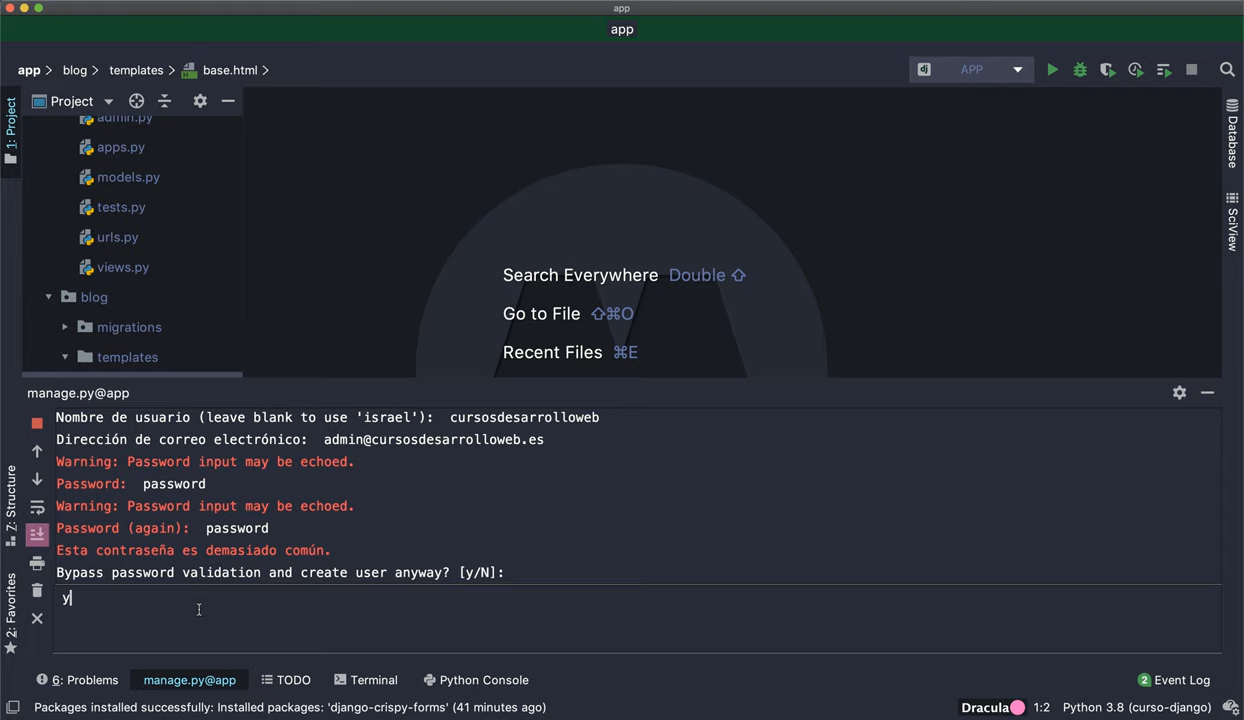 app
app
app
blog
templates
base.html
APP
1: Project
Project
Database
SciView
admin.py
apps.py
models.py
tests.py
urls.py
views.py
blog
migrations
templates
Search Everywhere Double ⇧
Go to File ⇧⌘O
Recent Files ⌘E
manage.py@app
Nombre de usuario (leave blank to use 'israel'): cursosdesarrolloweb
Dirección de correo electrónico: admin@cursosdesarrolloweb.es
Warning: Password input may be echoed.
Password: password
Warning: Password input may be echoed.
Password (again): password
Esta contraseña es demasiado común.
Bypass password validation and create user anyway? [y/N]:
y
Z: Structure
2: Favorites
6: Problems manage.py@app TODO Terminal Python Console 2 Event Log
Packages installed successfully: Installed packages: 'django-crispy-forms' (41 minutes ago) Dracula 1:2 Python 3.8 (curso-django)